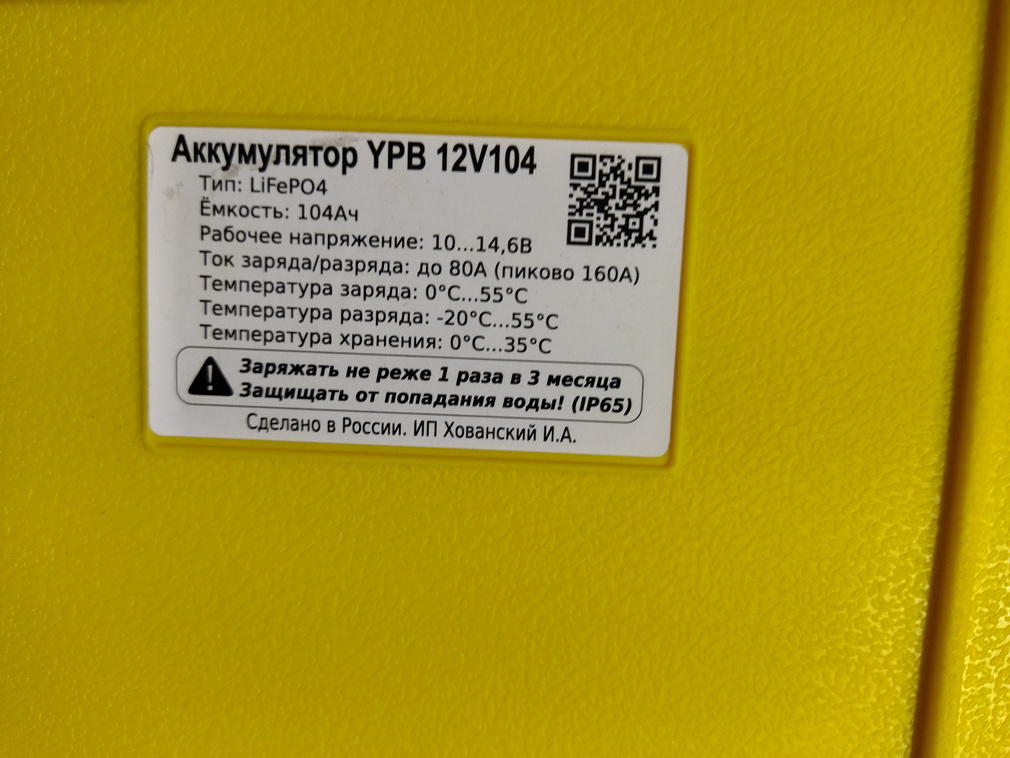 Аккумулятор YPB 12V104
Тип: LiFePO4
Ёмкость: 104Ач
Рабочее напряжение: 10...14,6В
Ток заряда/разряда: до 80А (пиково 160А)
Температура заряда: 0°C...55°C
Температура разряда: -20°C...55°C
Температура хранения: 0°C...35°C
Заряжать не реже 1 раза в 3 месяца
Защищать от попадания воды! (IP65)
Сделано в России. ИП Хованский И.А.